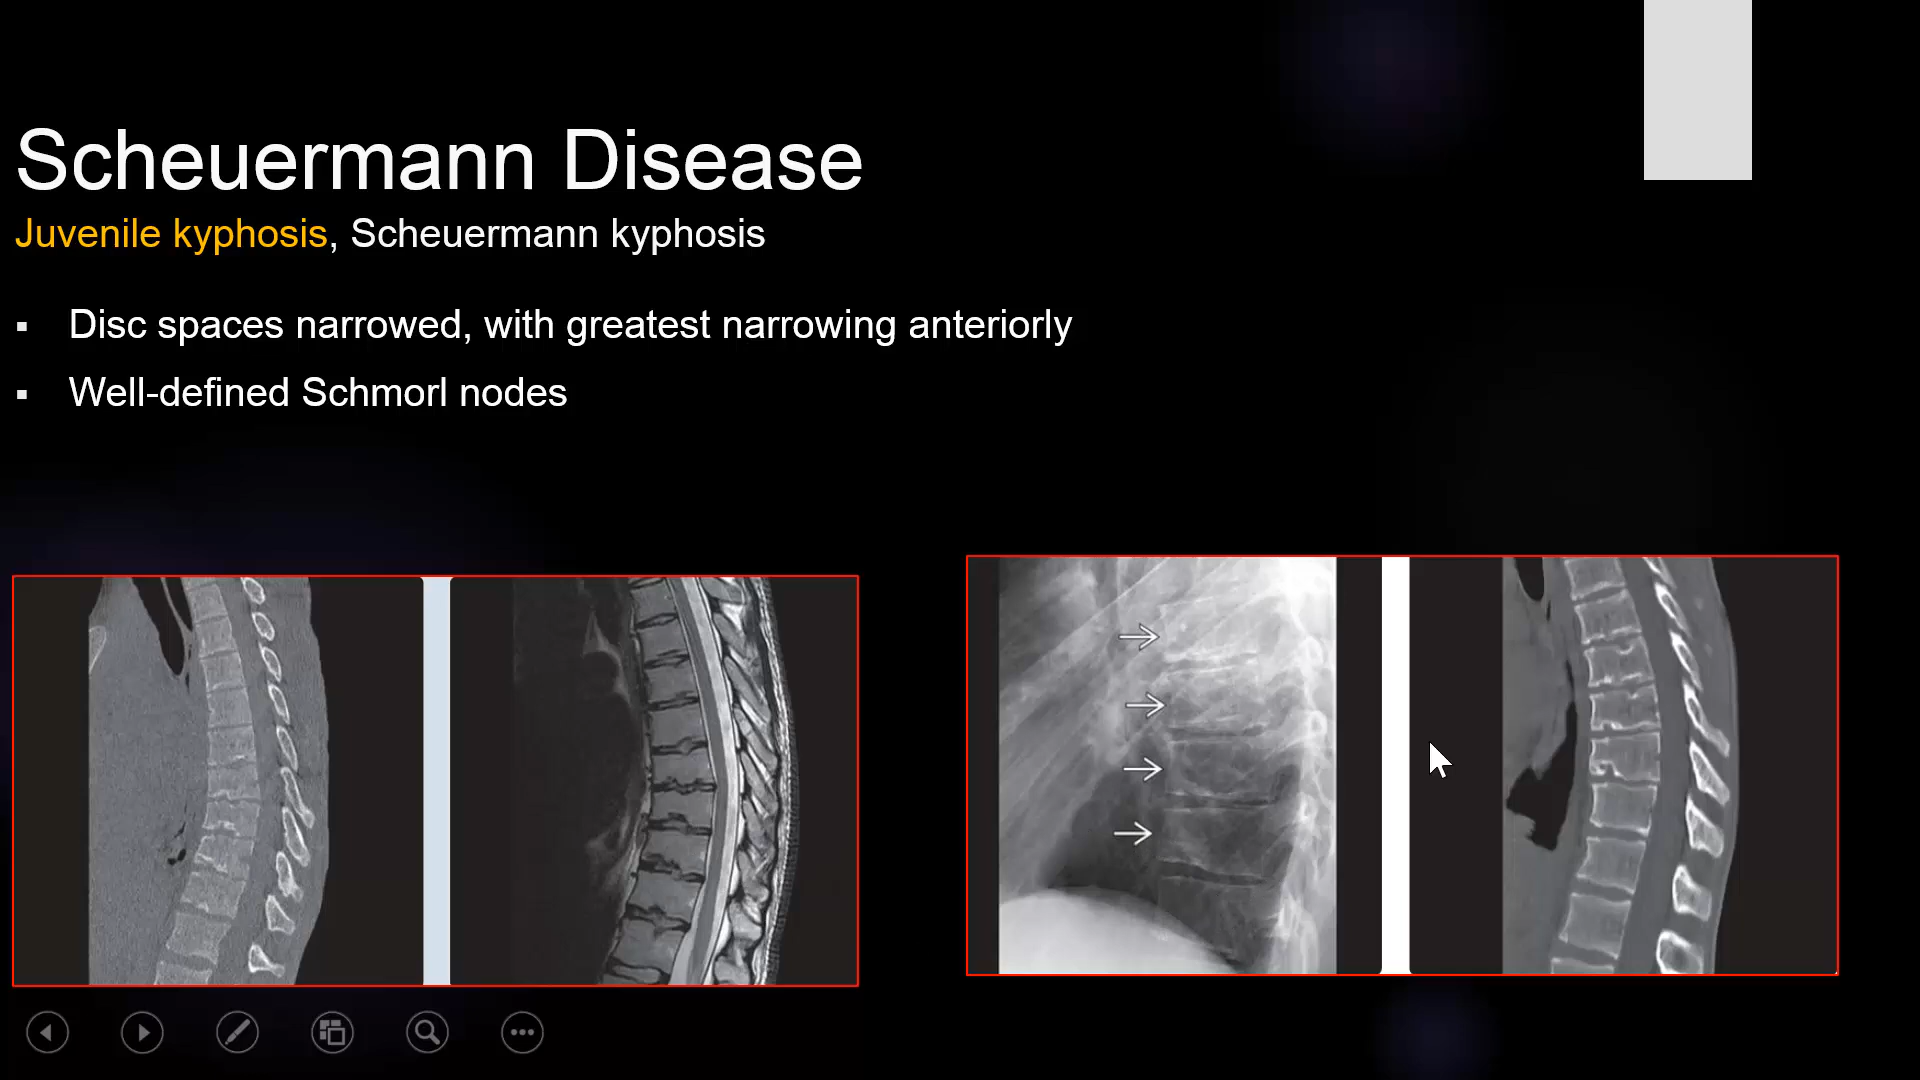 Scheuermann Disease
Juvenile kyphosis, Scheuermann kyphosis
▪ Disc spaces narrowed, with greatest narrowing anteriorly
▪ Well-defined Schmorl nodes